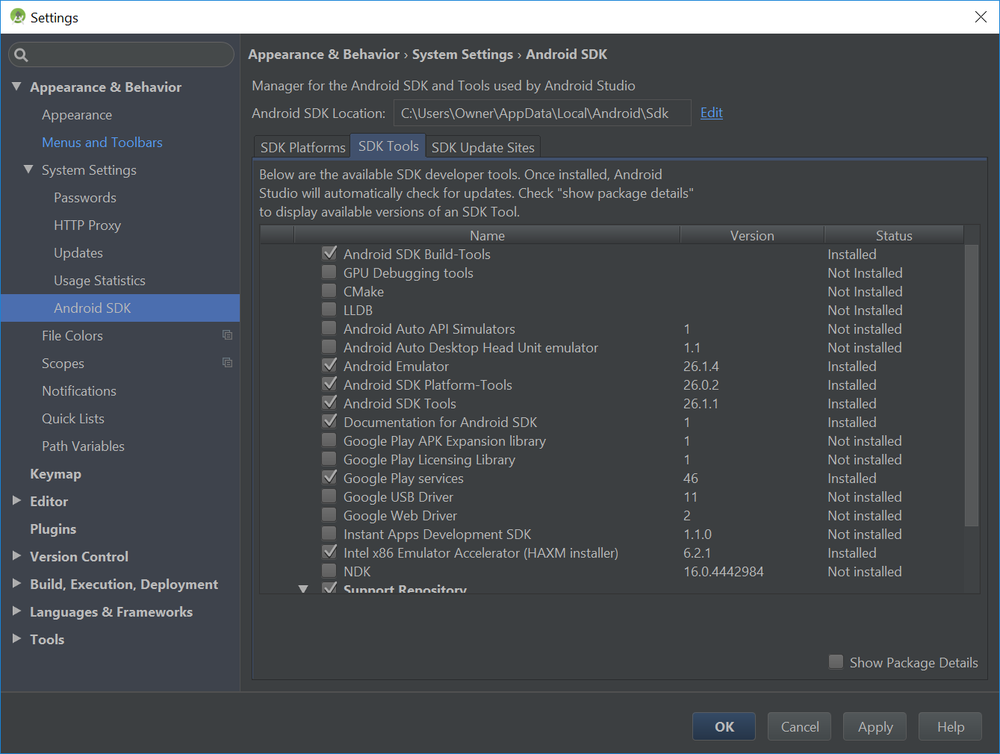 Settings
Appearance & Behavior
Appearance
Menus and Toolbars
System Settings
Passwords
HTTP Proxy
Updates
Usage Statistics
Android SDK
File Colors
Scopes
Notifications
Quick Lists
Path Variables
Keymap
Editor
Plugins
Version Control
Build, Execution, Deployment
Languages & Frameworks
Tools
Appearance & Behavior › System Settings › Android SDK
Manager for the Android SDK and Tools used by Android Studio
Android SDK Location: C:\Users\Owner\AppData\Local\Android\Sdk Edit
SDK Platforms SDK Tools SDK Update Sites
Below are the available SDK developer tools. Once installed, Android
Studio will automatically check for updates. Check "show package details"
to display available versions of an SDK Tool.
Name Version Status
Android SDK Build-Tools Installed
GPU Debugging tools Not Installed
CMake Not Installed
LLDB Not Installed
Android Auto API Simulators 1 Not installed
Android Auto Desktop Head Unit emulator 1.1 Not installed
Android Emulator 26.1.4 Installed
Android SDK Platform-Tools 26.0.2 Installed
Android SDK Tools 26.1.1 Installed
Documentation for Android SDK 1 Installed
Google Play APK Expansion library 1 Not installed
Google Play Licensing Library 1 Not installed
Google Play services 46 Installed
Google USB Driver 11 Not installed
Google Web Driver 2 Not installed
Instant Apps Development SDK 1.1.0 Not installed
Intel x86 Emulator Accelerator (HAXM installer) 6.2.1 Installed
NDK 16.0.4442984 Not installed
Support Repository
Show Package Details
OK Cancel Apply Help